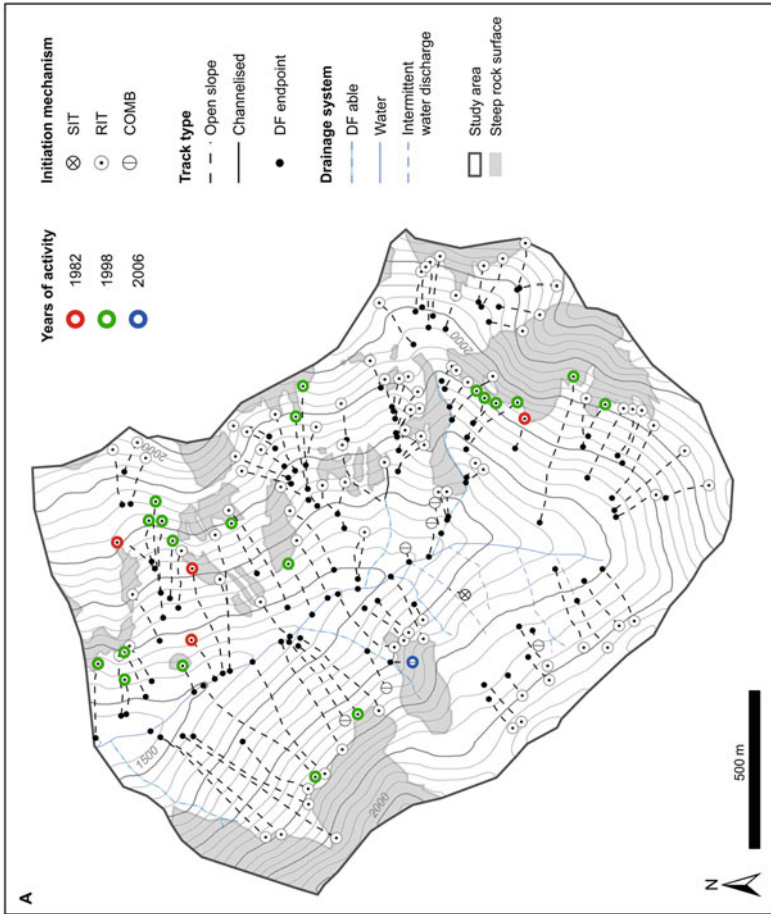 A
Years of activity
1982
1998
2006
Initiation mechanism
SIT
RIT
COMB
Track type
Open slope
Channelised
DF endpoint
Drainage system
DF able
Water
Intermittent
water discharge
Study area
Steep rock surface
2000
2000
1500
2000
N
500 m